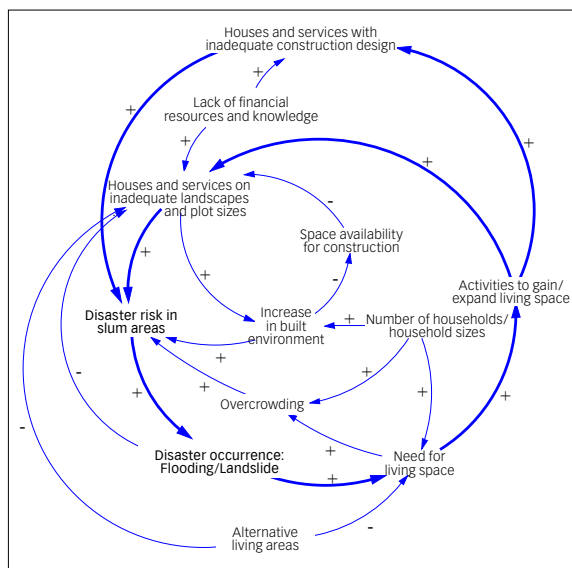 Houses and services with
inadequate construction design
+
+
+
Lack of financial
resources and knowledge
+
+
Houses and services on
inadequate landscapes
and plot sizes
-
Space availability
for construction
+
+
-
Activities to gain/
expand living space
Disaster risk in
slum areas
Increase
in built
environment
+
Number of households/
household sizes
+
-
+
+
+
+
+
Overcrowding
-
+
Disaster occurrence:
Flooding/Landslide
+
Need for
living space
Alternative
living areas
-